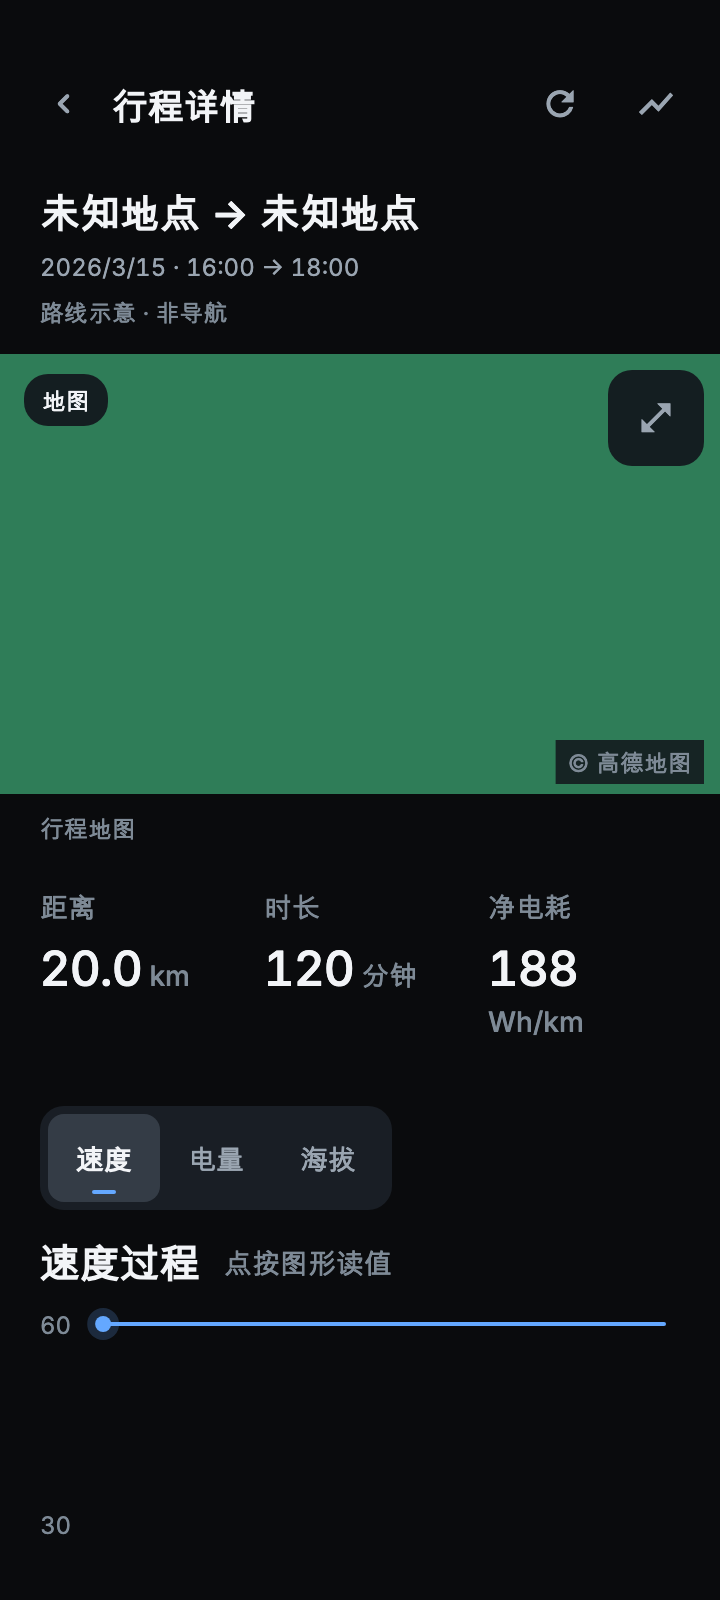 行程详情
未知地点 → 未知地点
2026/3/15 · 16:00 → 18:00
路线示意 · 非导航
地图
© 高德地图
行程地图
距离 时长 净电耗
20.0 km 120 分钟 188 Wh/km
速度 电量 海拔
速度过程 点按图形读值
60
30